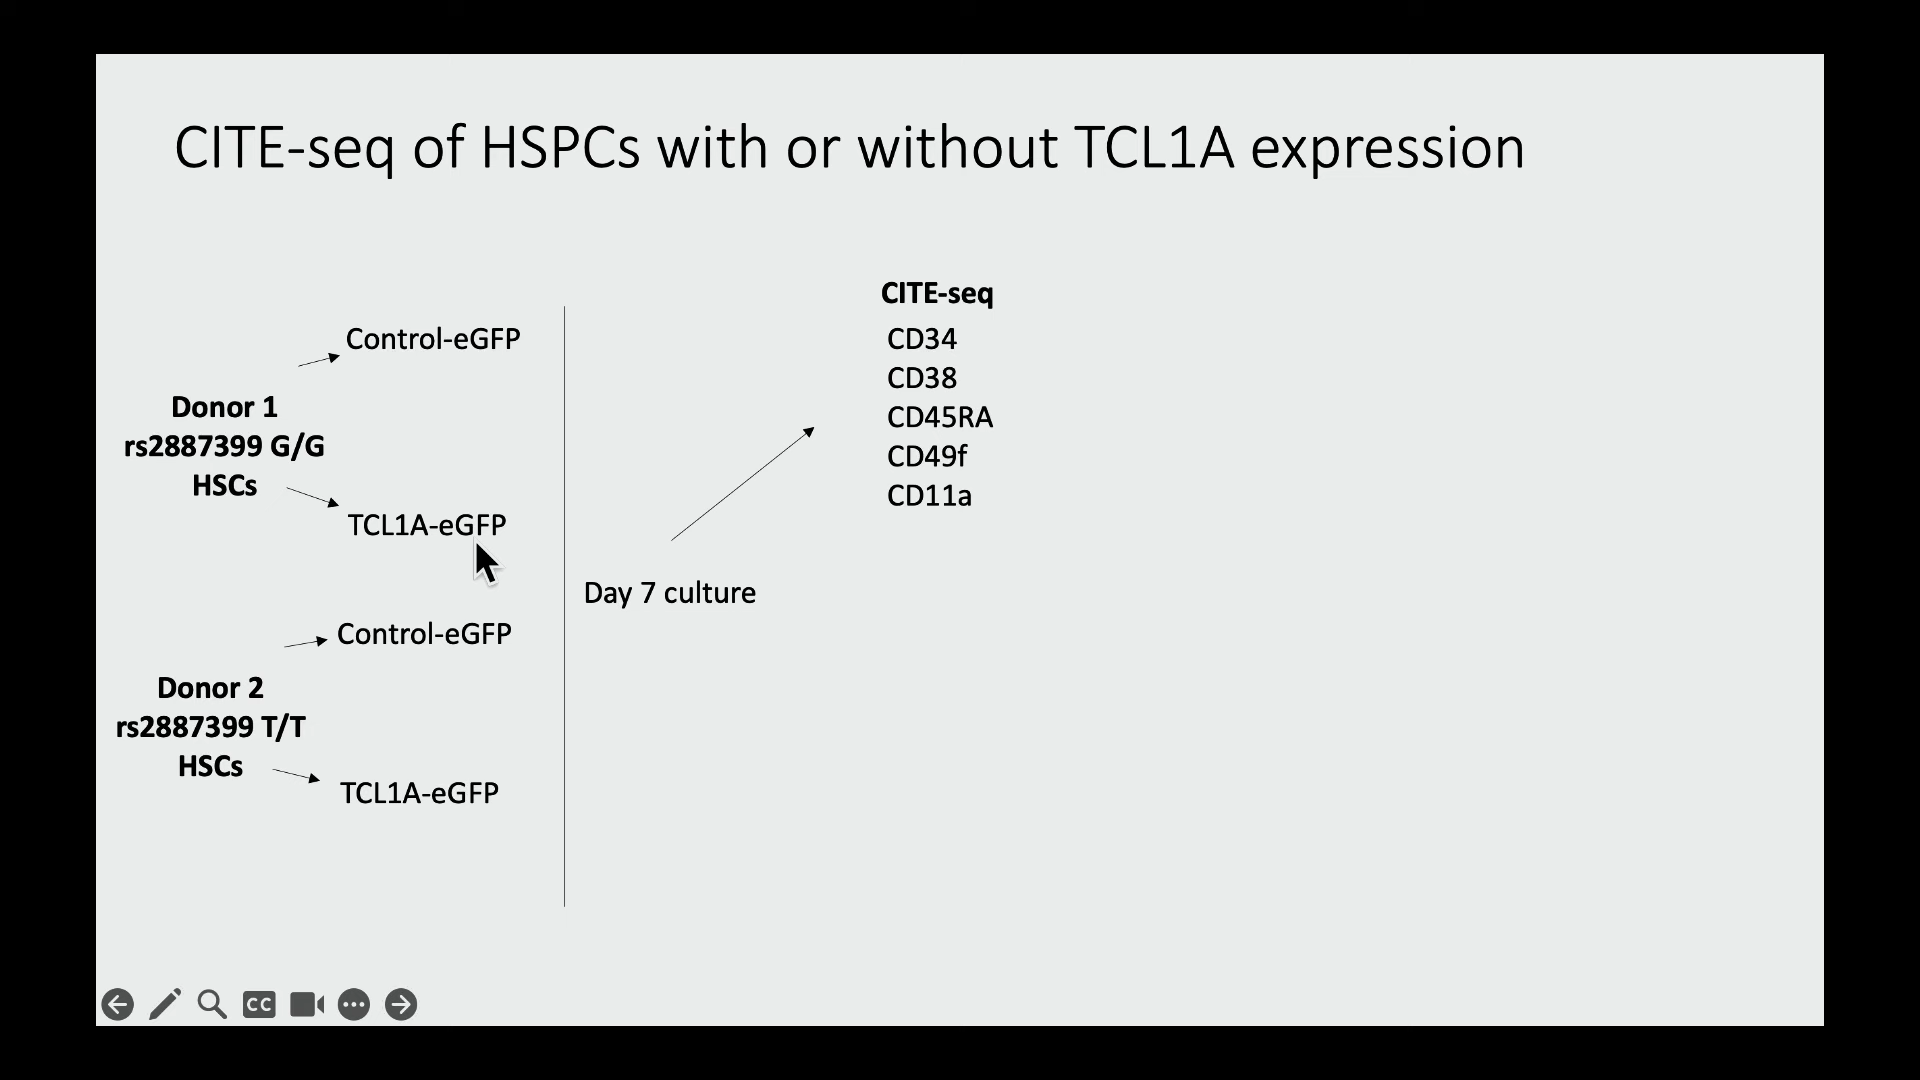 CITE-seq of HSPCs with or without TCL1A expression
Control-eGFP
Donor 1
rs2887399 G/G
HSCs
TCL1A-eGFP
Control-eGFP
Donor 2
rs2887399 T/T
HSCs
TCL1A-eGFP
Day 7 culture
CITE-seq
CD34
CD38
CD45RA
CD49f
CD11a
CC